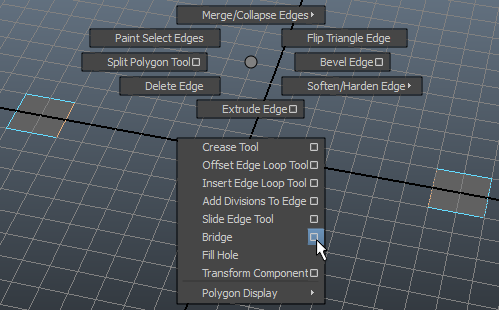 Merge/Collapse Edges
Paint Select Edges
Flip Triangle Edge
Split Polygon Tool
Bevel Edge
Delete Edge
Soften/Harden Edge
Extrude Edge
Crease Tool
Offset Edge Loop Tool
Insert Edge Loop Tool
Add Divisions To Edge
Slide Edge Tool
Bridge
Fill Hole
Transform Component
Polygon Display